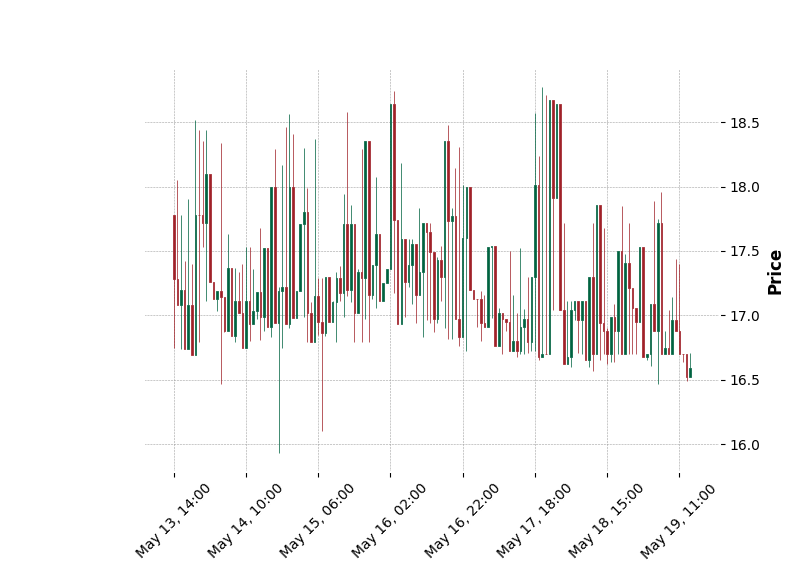 18.5
18.0
17.5
17.0
16.5
16.0
Price
May 13, 14:00
May 14, 10:00
May 15, 06:00
May 16, 02:00
May 16, 22:00
May 17, 18:00
May 18, 15:00
May 19, 11:00